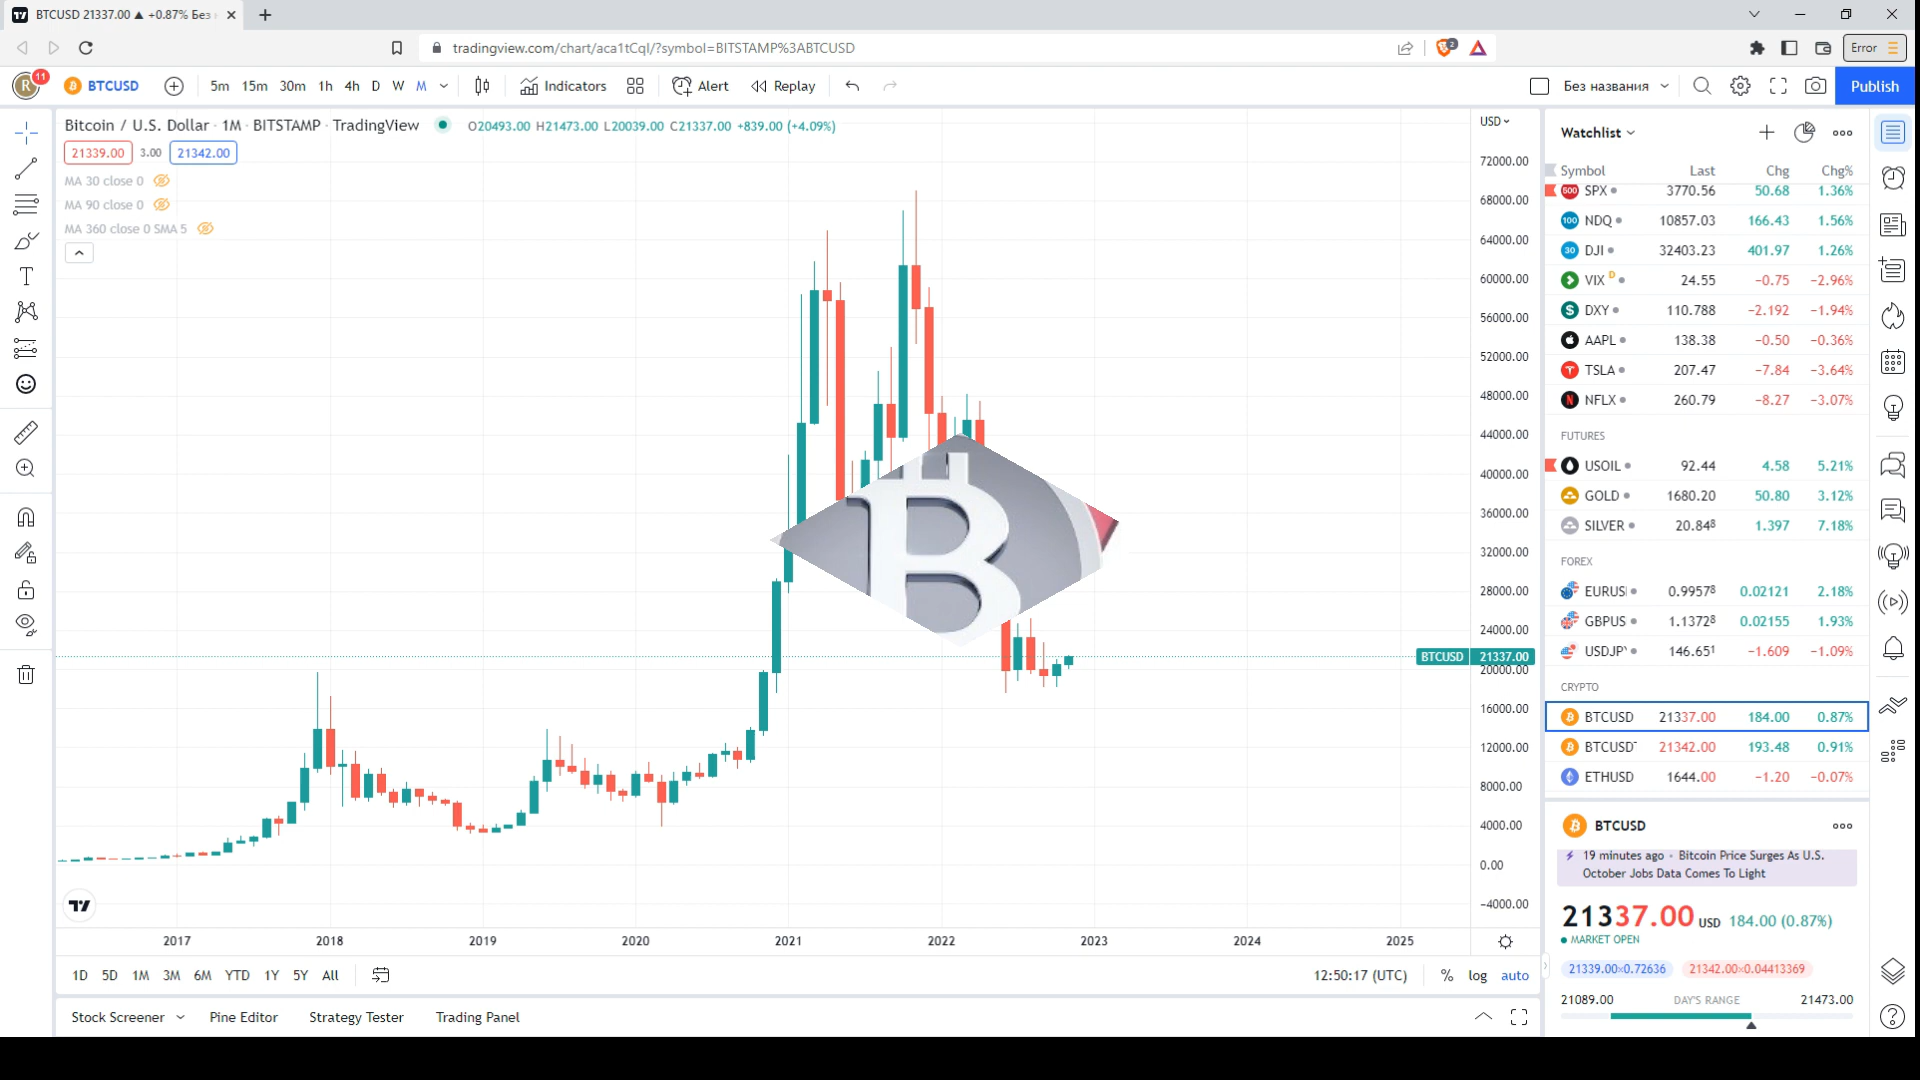 BTCUSD 21337.00 ▲ +0.87% Без
tradingview.com/chart/aca1tCql/?symbol=BITSTAMP%3ABTCUSD
2
Error
R 11 BTCUSD 5m 15m 30m 1h 4h D W M Indicators Alert Replay Без названия Publish
Bitcoin / U.S. Dollar · 1M · BITSTAMP · TradingView O20493.00 H21473.00 L20039.00 C21337.00 +839.00 (+4.09%)
21339.00 3.00 21342.00
MA 30 close 0
MA 90 close 0
MA 360 close 0 SMA 5
USD
72000.00
68000.00
64000.00
60000.00
56000.00
52000.00
48000.00
44000.00
40000.00
36000.00
32000.00
28000.00
24000.00
BTCUSD 21337.00
20000.00
16000.00
12000.00
8000.00
4000.00
0.00
−4000.00
2017 2018 2019 2020 2021 2022 2023 2024 2025
1D 5D 1M 3M 6M YTD 1Y 5Y All 12:50:17 (UTC) % log auto
Stock Screener Pine Editor Strategy Tester Trading Panel
Watchlist
Symbol Last Chg Chg%
500 SPX 3770.56 50.68 1.36%
100 NDQ 10857.03 166.43 1.56%
30 DJI 32403.23 401.97 1.26%
VIX D 24.55 −0.75 −2.96%
DXY 110.788 −2.192 −1.94%
AAPL 138.38 −0.50 −0.36%
TSLA 207.47 −7.84 −3.64%
NFLX 260.79 −8.27 −3.07%
FUTURES
USOIL 92.44 4.58 5.21%
GOLD 1680.20 50.80 3.12%
SILVER 20.848 1.397 7.18%
FOREX
EURUS 0.99578 0.02121 2.18%
GBPUS 1.13728 0.02155 1.93%
USDJP 146.651 −1.609 −1.09%
CRYPTO
BTCUSD 21337.00 184.00 0.87%
BTCUSD 21342.00 193.48 0.91%
ETHUSD 1644.00 −1.20 −0.07%
BTCUSD
19 minutes ago · Bitcoin Price Surges As U.S.
October Jobs Data Comes To Light
21337.00 USD 184.00 (0.87%)
MARKET OPEN
21339.00×0.72636 21342.00×0.04413369
21089.00 DAY'S RANGE 21473.00